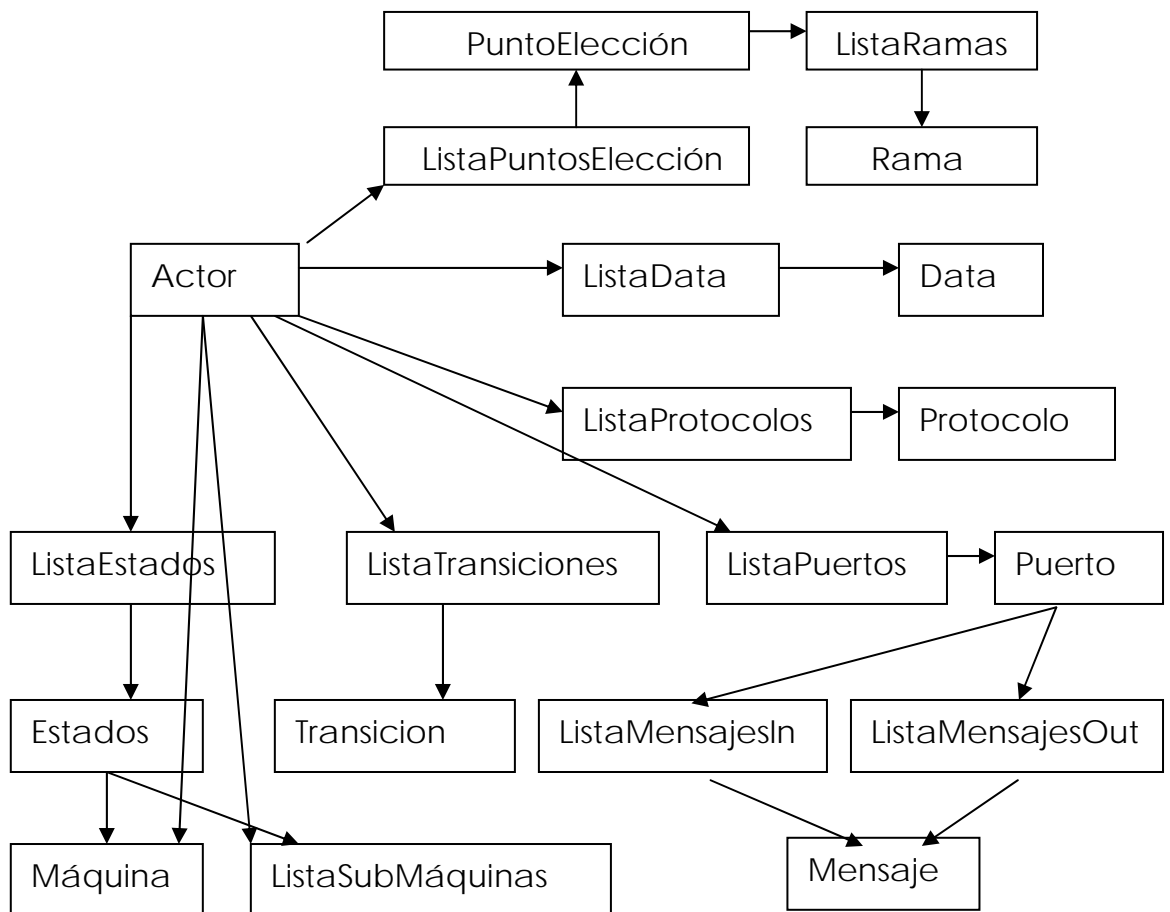 PuntoElección
ListaRamas
ListaPuntosElección
Rama
Actor
ListaData
Data
ListaProtocolos
Protocolo
ListaEstados
ListaTransiciones
ListaPuertos
Puerto
Estados
Transicion
ListaMensajesIn
ListaMensajesOut
Máquina
ListaSubMáquinas
Mensaje